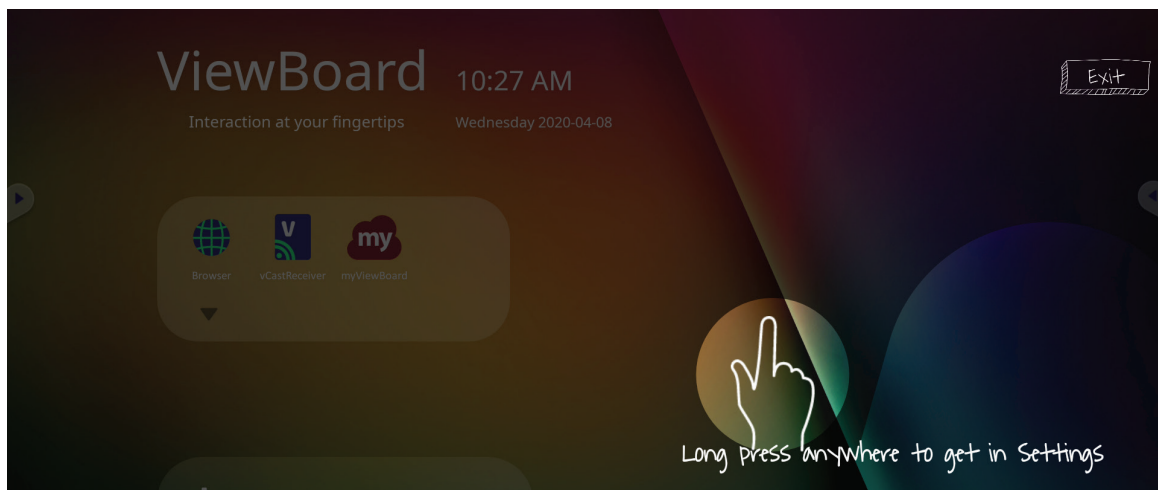 ViewBoard
10:27 AM
Exit
Interaction at your fingertips
Wednesday 2020-04-08
V
my
Browser
vCastReceiver
myViewBoard
Long press anywhere to get in Settings